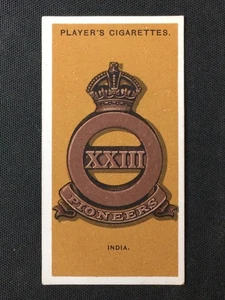 PLAYER'S CIGARETTES.
XXIII
PIONEERS
INDIA.